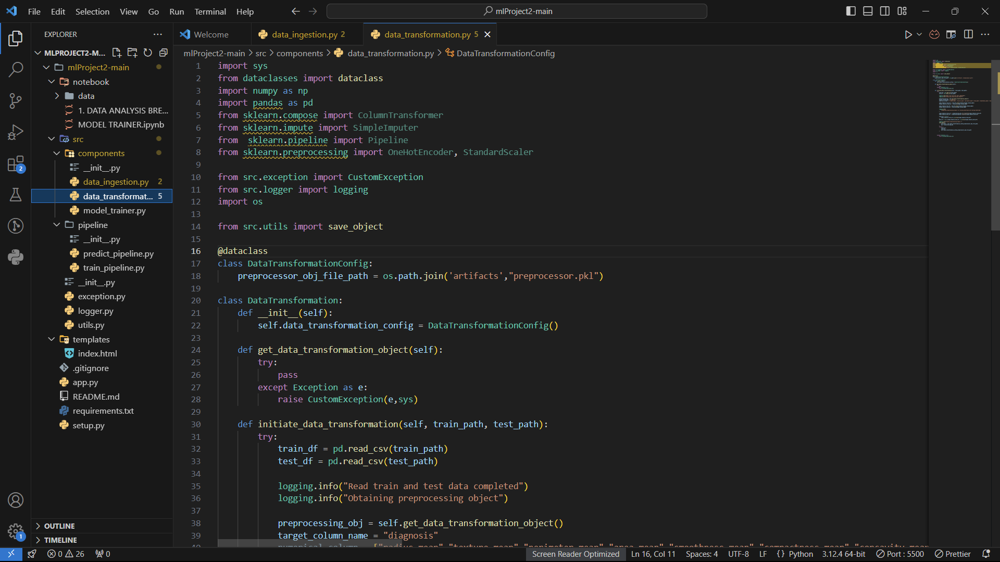 File Edit Selection View Go Run Terminal Help
mlProject2-main
EXPLORER
Welcome
data_ingestion.py 2
data_transformation.py 5
MLPROJECT2-M...
mlProject2-main > src > components > data_transformation.py > DataTransformationConfig
mlProject2-main
notebook
data
1. DATA ANALYSIS BRE...
MODEL TRAINER.ipynb
src
components
__init__.py
data_ingestion.py 2
data_transformat... 5
model_trainer.py
pipeline
__init__.py
predict_pipeline.py
train_pipeline.py
__init__.py
exception.py
logger.py
utils.py
templates
index.html
.gitignore
app.py
README.md
requirements.txt
setup.py
OUTLINE
TIMELINE
2
1
1 import sys
2 from dataclasses import dataclass
3 import numpy as np
4 import pandas as pd
5 from sklearn.compose import ColumnTransformer
6 from sklearn.impute import SimpleImputer
7 from  sklearn.pipeline import Pipeline
8 from sklearn.preprocessing import OneHotEncoder, StandardScaler
9
10 from src.exception import CustomException
11 from src.logger import logging
12 import os
13
14 from src.utils import save_object
15
16 @dataclass
17 class DataTransformationConfig:
18     preprocessor_obj_file_path = os.path.join('artifacts',"preprocessor.pkl")
19
20 class DataTransformation:
21     def __init__(self):
22         self.data_transformation_config = DataTransformationConfig()
23
24     def get_data_transformation_object(self):
25         try:
26             pass
27         except Exception as e:
28             raise CustomException(e,sys)
29
30     def initiate_data_transformation(self, train_path, test_path):
31         try:
32             train_df = pd.read_csv(train_path)
33             test_df = pd.read_csv(test_path)
34
35             logging.info("Read train and test data completed")
36             logging.info("Obtaining preprocessing object")
37
38             preprocessing_obj = self.get_data_transformation_object()
39             target_column_name = "diagnosis"
0 26 0 Screen Reader Optimized Ln 16, Col 11 Spaces: 4 UTF-8 LF {} Python 3.12.4 64-bit Port : 5500 Prettier